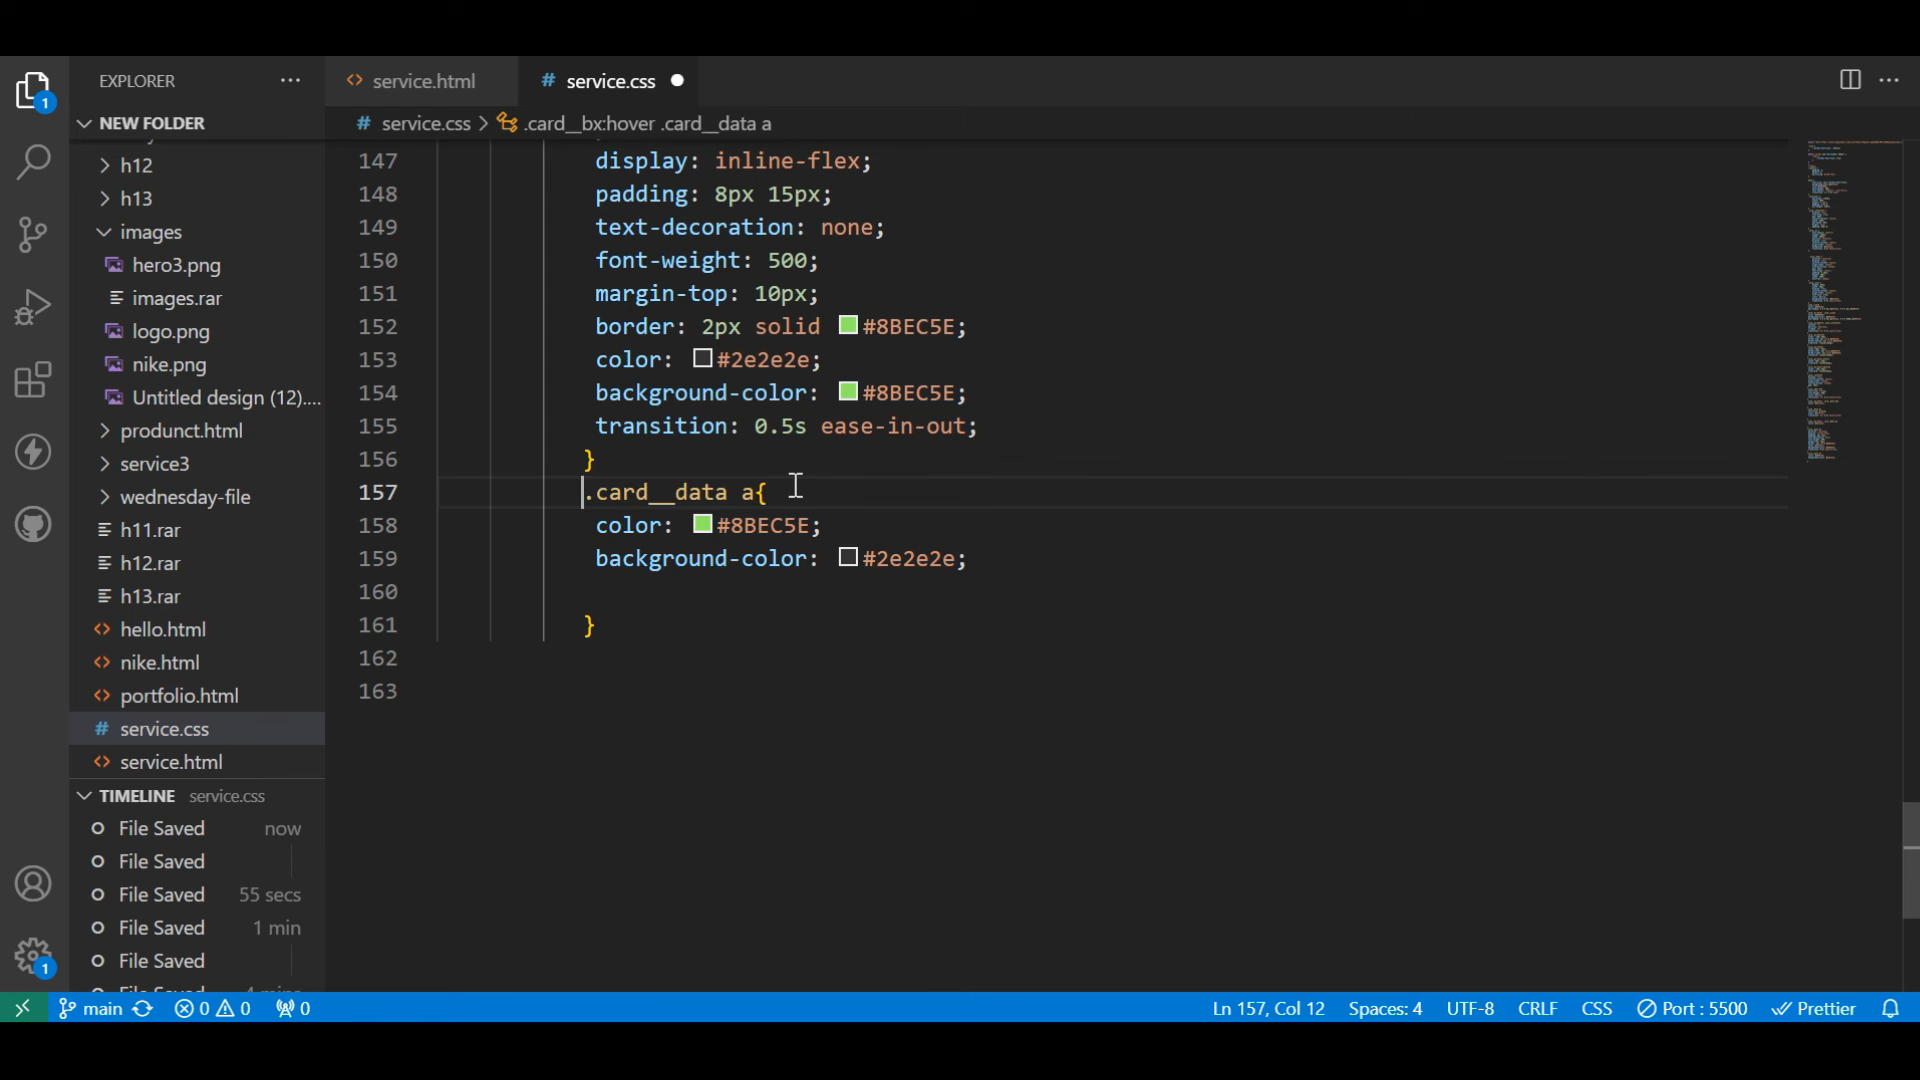 EXPLORER
service.html
service.css
NEW FOLDER
service.css > .card__bx:hover .card__data a
h12
h13
images
hero3.png
images.rar
logo.png
nike.png
Untitled design (12)....
produnct.html
service3
wednesday-file
h11.rar
h12.rar
h13.rar
hello.html
nike.html
portfolio.html
service.css
service.html
TIMELINE service.css
File Saved now
File Saved
File Saved 55 secs
File Saved 1 min
File Saved
147 display: inline-flex;
148 padding: 8px 15px;
149 text-decoration: none;
150 font-weight: 500;
151 margin-top: 10px;
152 border: 2px solid #8BEC5E;
153 color: #2e2e2e;
154 background-color: #8BEC5E;
155 transition: 0.5s ease-in-out;
156 }
157 .card__data a{
158 color: #8BEC5E;
159 background-color: #2e2e2e;
160
161 }
162
163
1
1
main 0 0 0 Ln 157, Col 12 Spaces: 4 UTF-8 CRLF CSS Port : 5500 Prettier